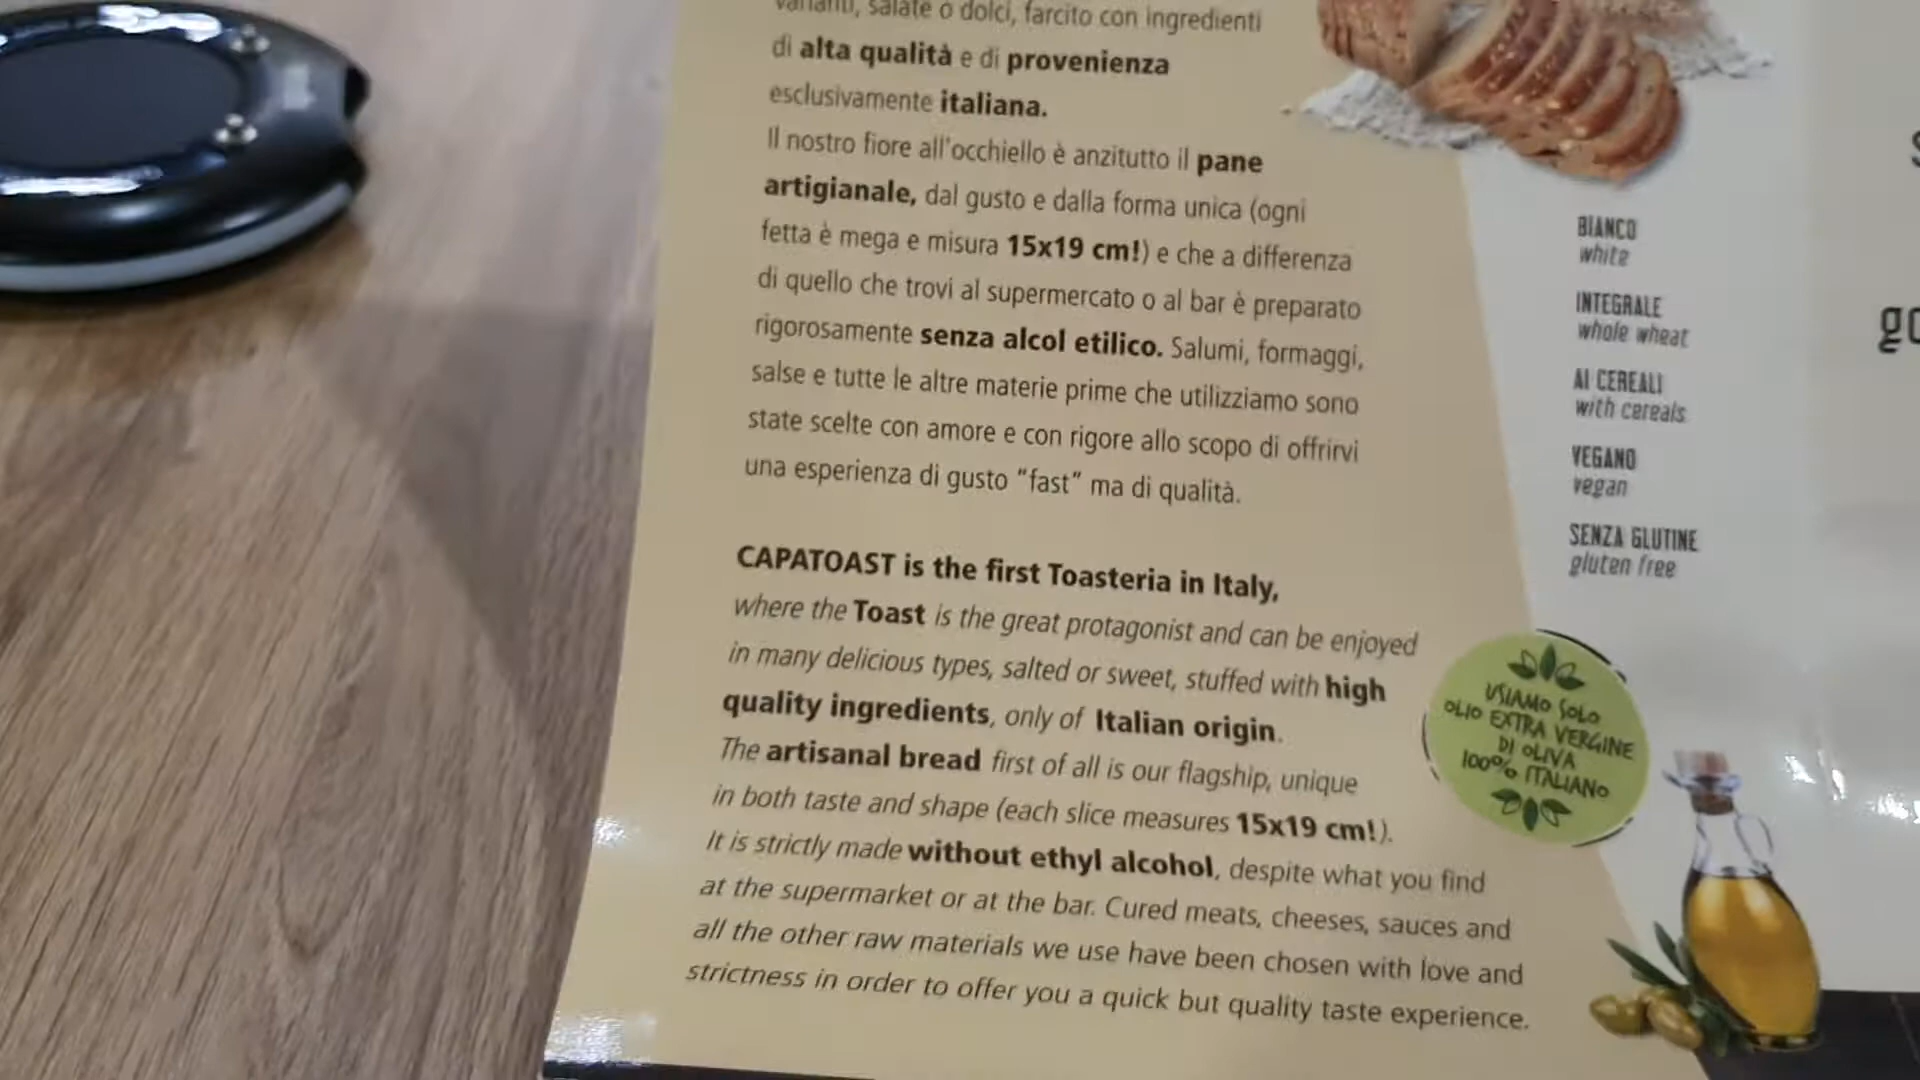 varianti, salate o dolci, farcito con ingredienti
di alta qualità e di provenienza
esclusivamente italiana.
Il nostro fiore all'occhiello è anzitutto il pane
artigianale, dal gusto e dalla forma unica (ogni
fetta è mega e misura 15x19 cm!) e che a differenza
di quello che trovi al supermercato o al bar è preparato
rigorosamente senza alcol etilico. Salumi, formaggi,
salse e tutte le altre materie prime che utilizziamo sono
state scelte con amore e con rigore allo scopo di offrirvi
una esperienza di gusto "fast" ma di qualità.
CAPATOAST is the first Toasteria in Italy,
where the Toast is the great protagonist and can be enjoyed
in many delicious types, salted or sweet, stuffed with high
quality ingredients, only of Italian origin.
The artisanal bread first of all is our flagship, unique
in both taste and shape (each slice measures 15x19 cm!).
It is strictly made without ethyl alcohol, despite what you find
at the supermarket or at the bar. Cured meats, cheeses, sauces and
all the other raw materials we use have been chosen with love and
strictness in order to offer you a quick but quality taste experience.
BIANCO
white
INTEGRALE
whole wheat
AI CEREALI
with cereals
VEGANO
vegan
SENZA GLUTINE
gluten free
USIAMO SOLO
OLIO EXTRA VERGINE
DI OLIVA
100% ITALIANO